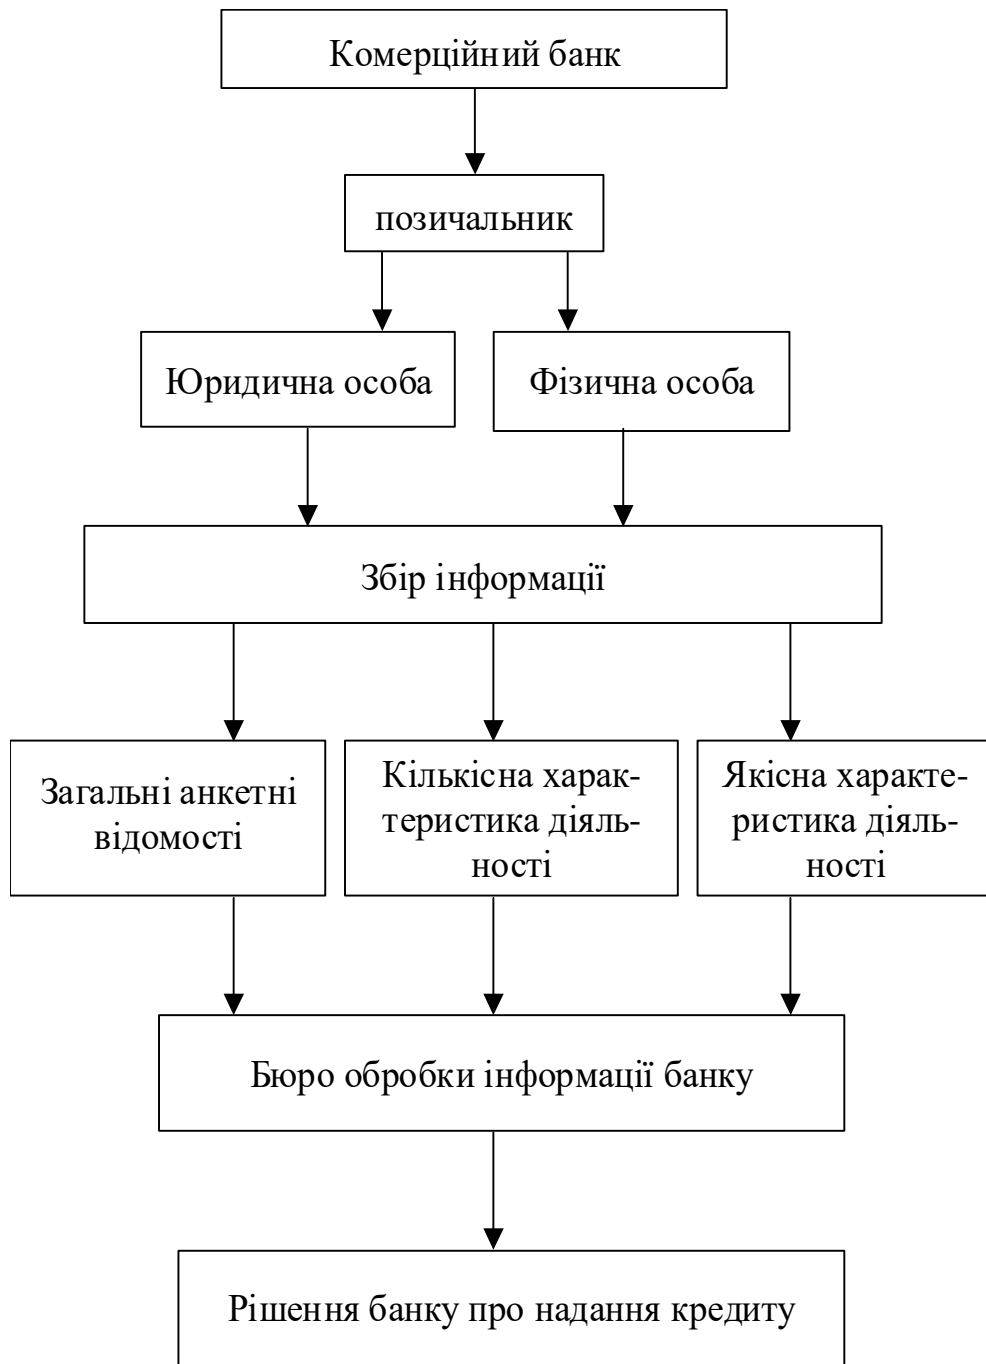 Комерційний банк
позичальник
Юридична особа
Фізична особа
Збір інформації
Загальні анкетні
відомості
Кількісна харак-
теристика діяль-
ності
Якісна характе-
ристика діяль-
ності
Бюро обробки інформації банку
Рішення банку про надання кредиту